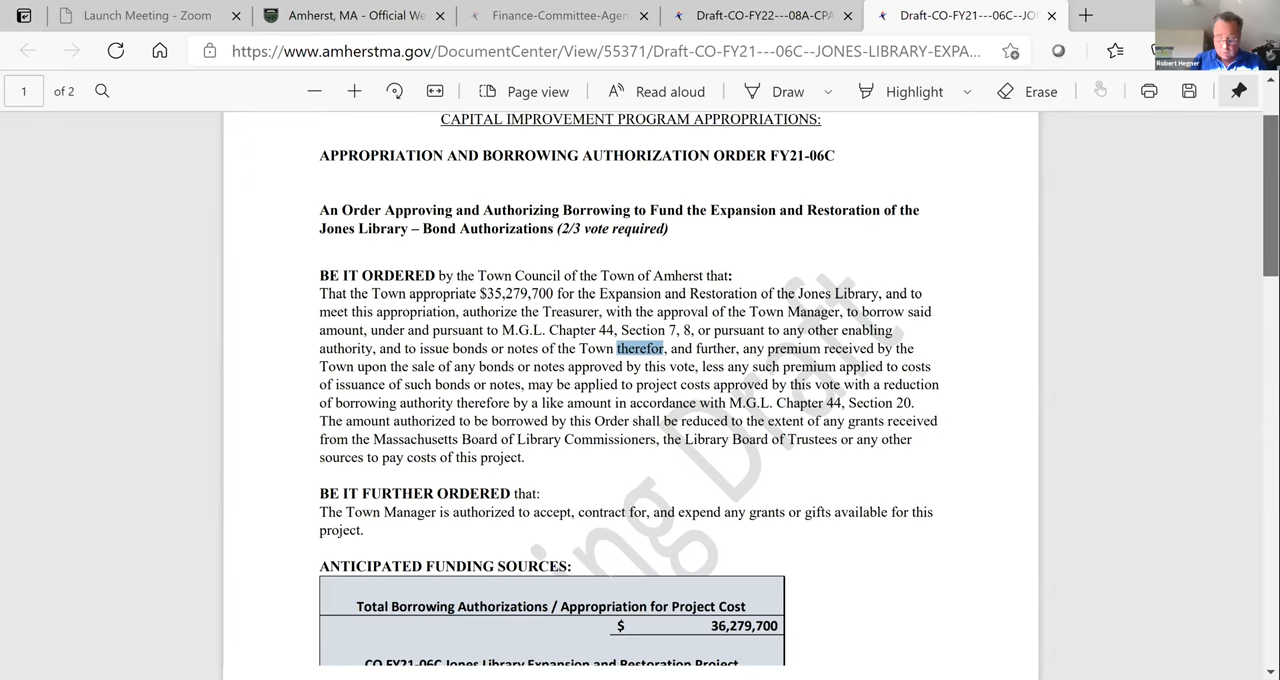 Launch Meeting - Zoom
Amherst, MA - Official We
Finance-Committee-Agen
Draft-CO-FY22---08A-CPA
Draft-CO-FY21---06C--JO
https://www.amherstma.gov/DocumentCenter/View/55371/Draft-CO-FY21---06C--JONES-LIBRARY-EXPA...
Robert Hegner
1 of 2
Page view
Read aloud
Draw
Highlight
Erase
CAPITAL IMPROVEMENT PROGRAM APPROPRIATIONS:
APPROPRIATION AND BORROWING AUTHORIZATION ORDER FY21-06C
An Order Approving and Authorizing Borrowing to Fund the Expansion and Restoration of the
Jones Library – Bond Authorizations (2/3 vote required)
BE IT ORDERED by the Town Council of the Town of Amherst that:
That the Town appropriate $35,279,700 for the Expansion and Restoration of the Jones Library, and to
meet this appropriation, authorize the Treasurer, with the approval of the Town Manager, to borrow said
amount, under and pursuant to M.G.L. Chapter 44, Section 7, 8, or pursuant to any other enabling
authority, and to issue bonds or notes of the Town therefor, and further, any premium received by the
Town upon the sale of any bonds or notes approved by this vote, less any such premium applied to costs
of issuance of such bonds or notes, may be applied to project costs approved by this vote with a reduction
of borrowing authority therefore by a like amount in accordance with M.G.L. Chapter 44, Section 20.
The amount authorized to be borrowed by this Order shall be reduced to the extent of any grants received
from the Massachusetts Board of Library Commissioners, the Library Board of Trustees or any other
sources to pay costs of this project.
BE IT FURTHER ORDERED that:
The Town Manager is authorized to accept, contract for, and expend any grants or gifts available for this
project.
ANTICIPATED FUNDING SOURCES:
Total Borrowing Authorizations / Appropriation for Project Cost
$ 36,279,700
CO FY21-06C Jones Library Expansion and Restoration Project
ing Draft